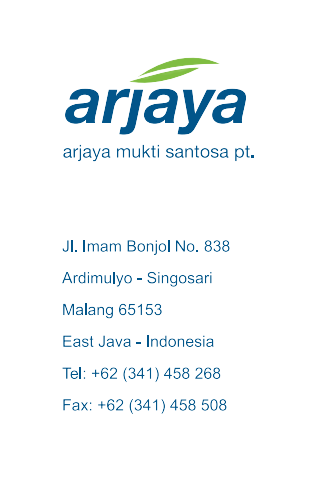 arjaya
arjaya mukti santosa pt.
Jl. Imam Bonjol No. 838
Ardimulyo - Singosari
Malang 65153
East Java - Indonesia
Tel: +62 (341) 458 268
Fax: +62 (341) 458 508